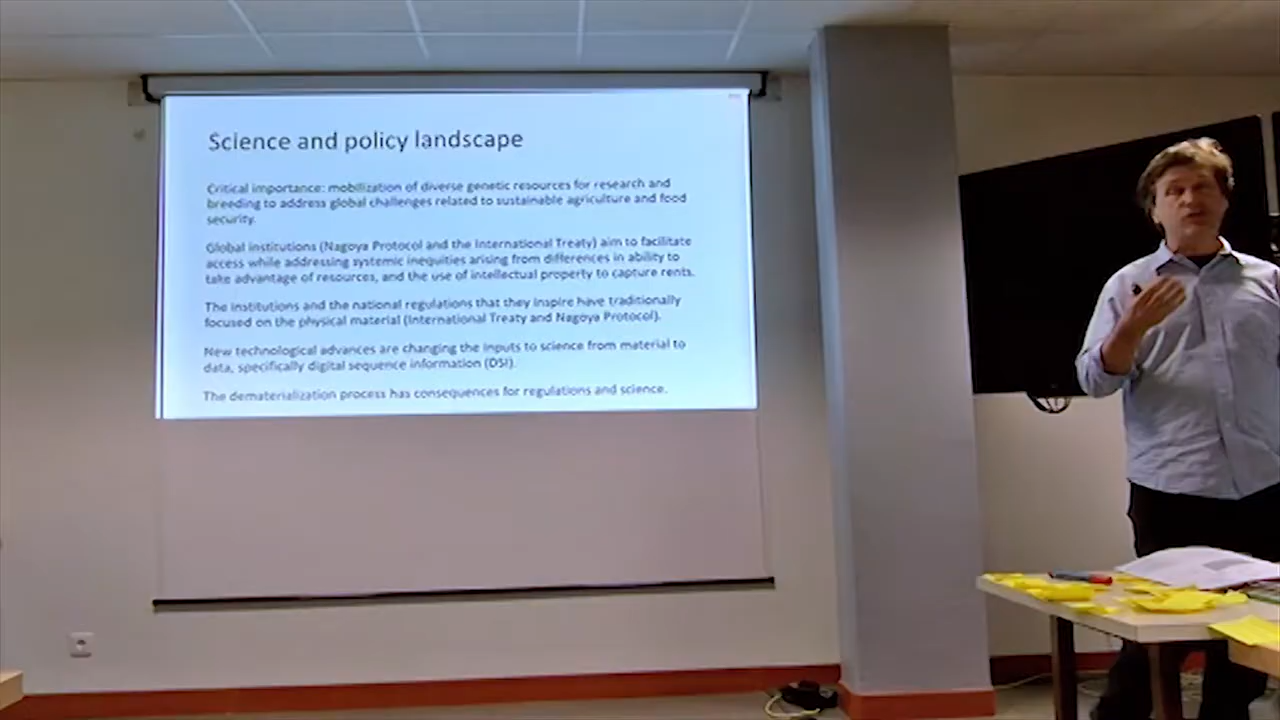 Science and policy landscape
Critical importance: mobilization of diverse genetic resources for research and
breeding to address global challenges related to sustainable agriculture and food
security.
Global institutions (Nagoya Protocol and the International Treaty) aim to facilitate
access while addressing systemic inequities arising from differences in ability to
take advantage of resources, and the use of intellectual property to capture rents.
The institutions and the national regulations that they inspire have traditionally
focused on the physical material (International Treaty and Nagoya Protocol).
New technological advances are changing the inputs to science from material to
data, specifically digital sequence information (DSI).
The dematerialization process has consequences for regulations and science.